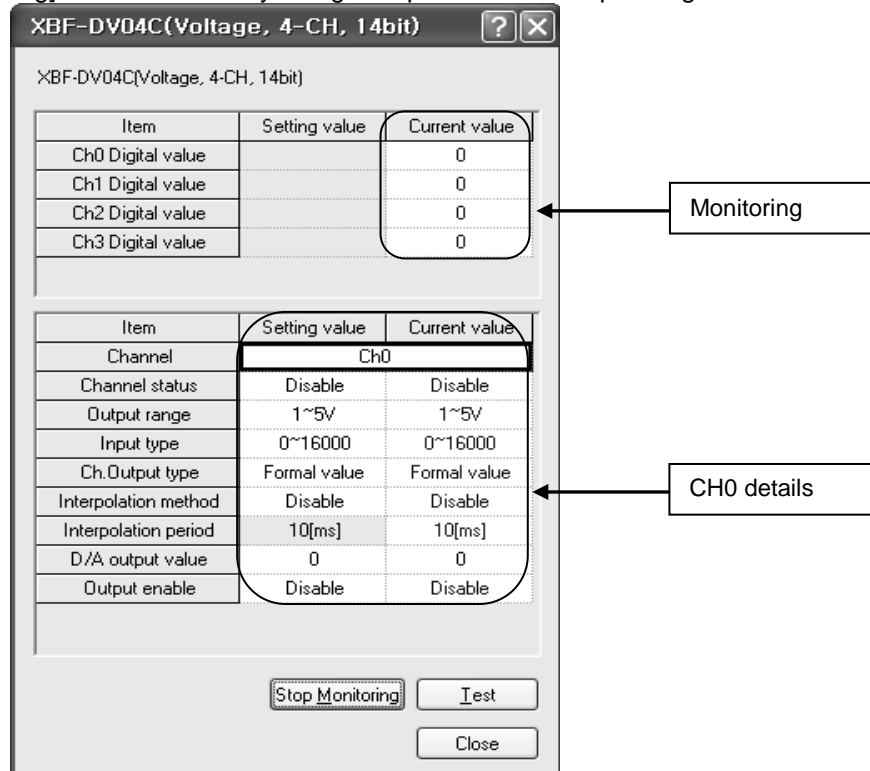 XBF-DV04C(Voltage, 4-CH, 14bit)
XBF-DV04C(Voltage, 4-CH, 14bit)
Item Setting value Current value
Ch0 Digital value 0
Ch1 Digital value 0
Ch2 Digital value 0
Ch3 Digital value 0
Monitoring
Item Setting value Current value
Channel Ch0
Channel status Disable Disable
Output range 1~5V 1~5V
Input type 0~16000 0~16000
Ch.Output type Formal value Formal value
Interpolation method Disable Disable
Interpolation period 10[ms] 10[ms]
D/A output value 0 0
Output enable Disable Disable
CH0 details
Stop Monitoring Test
Close